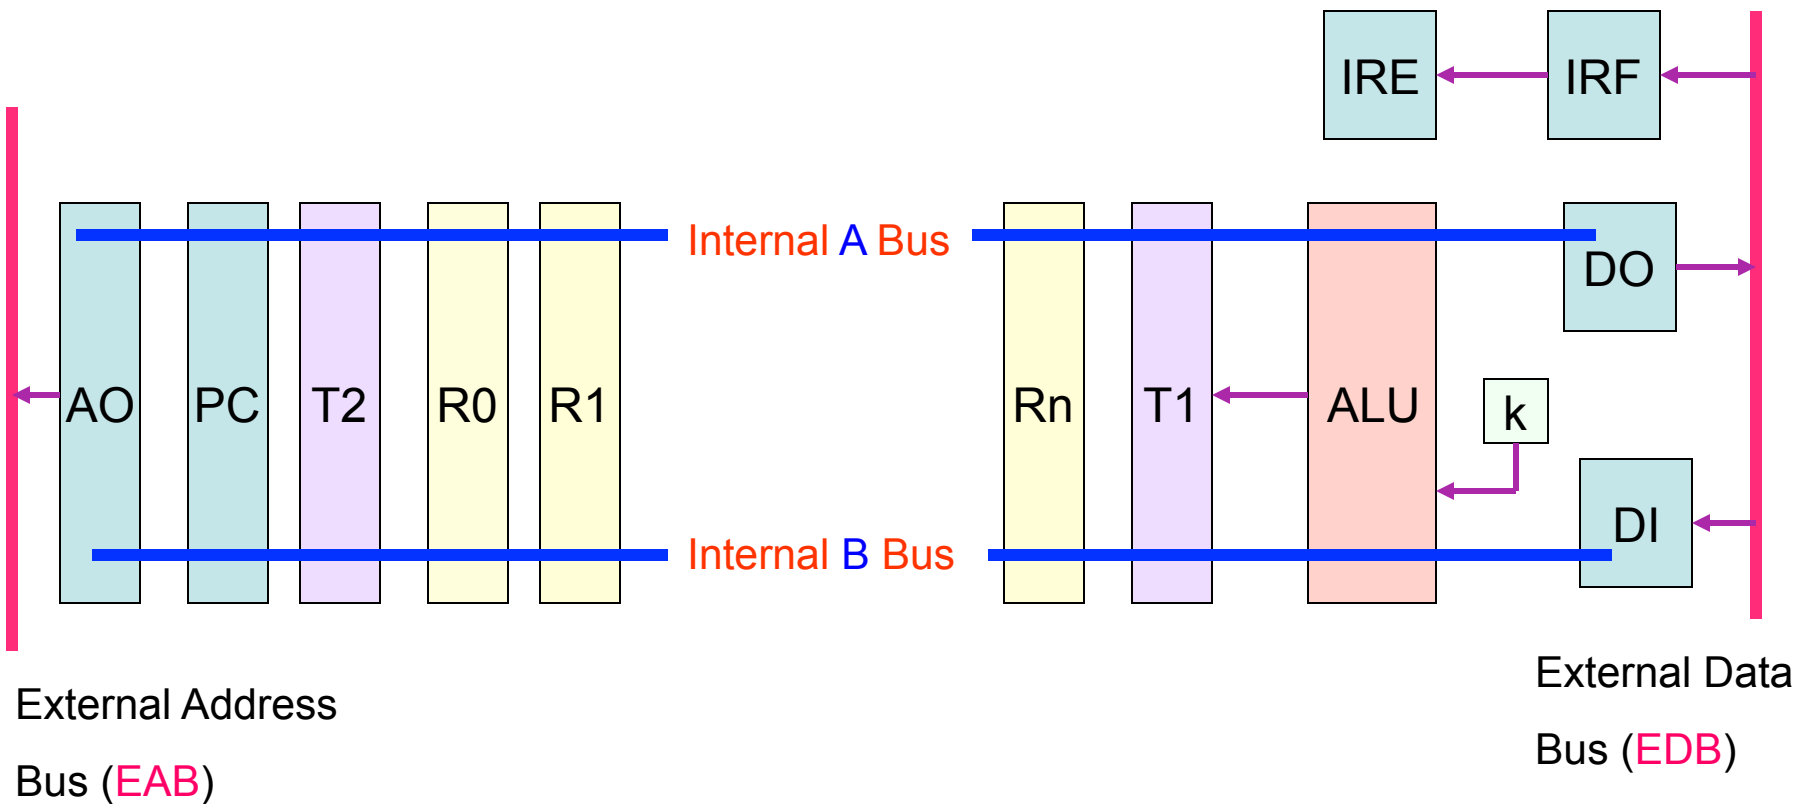 IRE
IRF
Internal A Bus
DO
AO
PC
T2
R0
R1
Rn
T1
ALU
k
DI
Internal B Bus
External Address
Bus (EAB)
External Data
Bus (EDB)